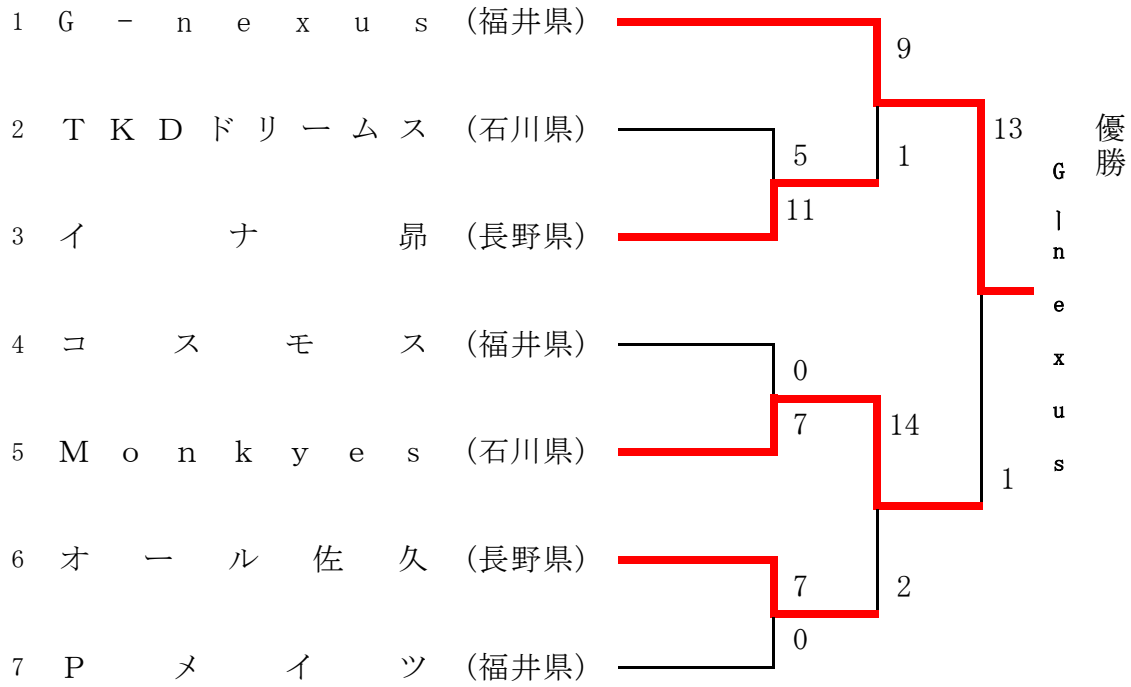 1 G-nexus (福井県)
9
2 TKDドリームス (石川県)
13
優勝
5
1
G-nexus
11
3 イナ昴 (長野県)
4 コスモス (福井県)
0
7
14
5 Monkyes (石川県)
1
6 オール佐久 (長野県)
7
2
0
7 Pメイツ (福井県)